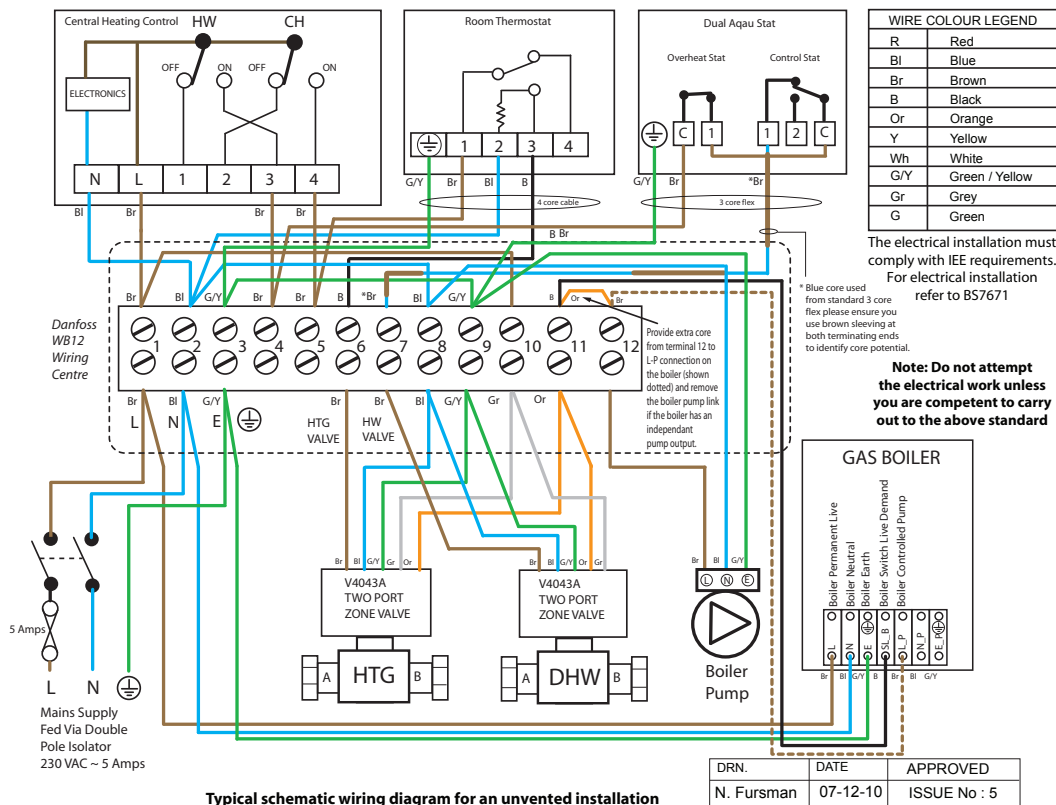 Central Heating Control
HW
CH
OFF
ON
OFF
ON
ELECTRONICS
N L 1 2 3 4
Bl Br Br Br
Room Thermostat
1 2 3 4
G/Y Br Bl B
4 core cable
Dual Aqau Stat
Overheat Stat
Control Stat
C 1 1 2 C
G/Y Br *Br
3 core flex
B Br
WIRE COLOUR LEGEND
R Red
Bl Blue
Br Brown
B Black
Or Orange
Y Yellow
Wh White
G/Y Green / Yellow
Gr Grey
G Green
The electrical installation must
comply with IEE requirements.
For electrical installation
refer to BS7671
* Blue core used
from standard 3 core
flex please ensure you
use brown sleeving at
both terminating ends
to identify core potential.
Note: Do not attempt
the electrical work unless
you are competent to carry
out to the above standard
Br Bl G/Y Br Br B *Br Bl G/Y B Or Br
Danfoss
WB12
Wiring
Centre
1 2 3 4 5 6 7 8 9 10 11 12
Provide extra core
from terminal 12 to
L-P connection on
the boiler (shown
dotted) and remove
the boiler pump link
if the boiler has an
independant
pump output.
Br Bl G/Y Br Br Bl G/Y Gr Or
L N E
HTG
VALVE
HW
VALVE
GAS BOILER
Boiler Permanent Live
Boiler Neutral
Boiler Earth
Boiler Switch Live Demand
Boiler Controlled Pump
L N E SL_B L_P N_P E_P
Br Bl G/Y B Br Bl G/Y
Br Bl G/Y Gr Or
V4043A
TWO PORT
ZONE VALVE
A HTG B
Br Bl G/Y Or Gr
V4043A
TWO PORT
ZONE VALVE
A DHW B
Br Bl G/Y
L N E
Boiler
Pump
5 Amps
L N
Mains Supply
Fed Via Double
Pole Isolator
230 VAC ~ 5 Amps
DRN. DATE APPROVED
N. Fursman 07-12-10 ISSUE No : 5
Typical schematic wiring diagram for an unvented installation